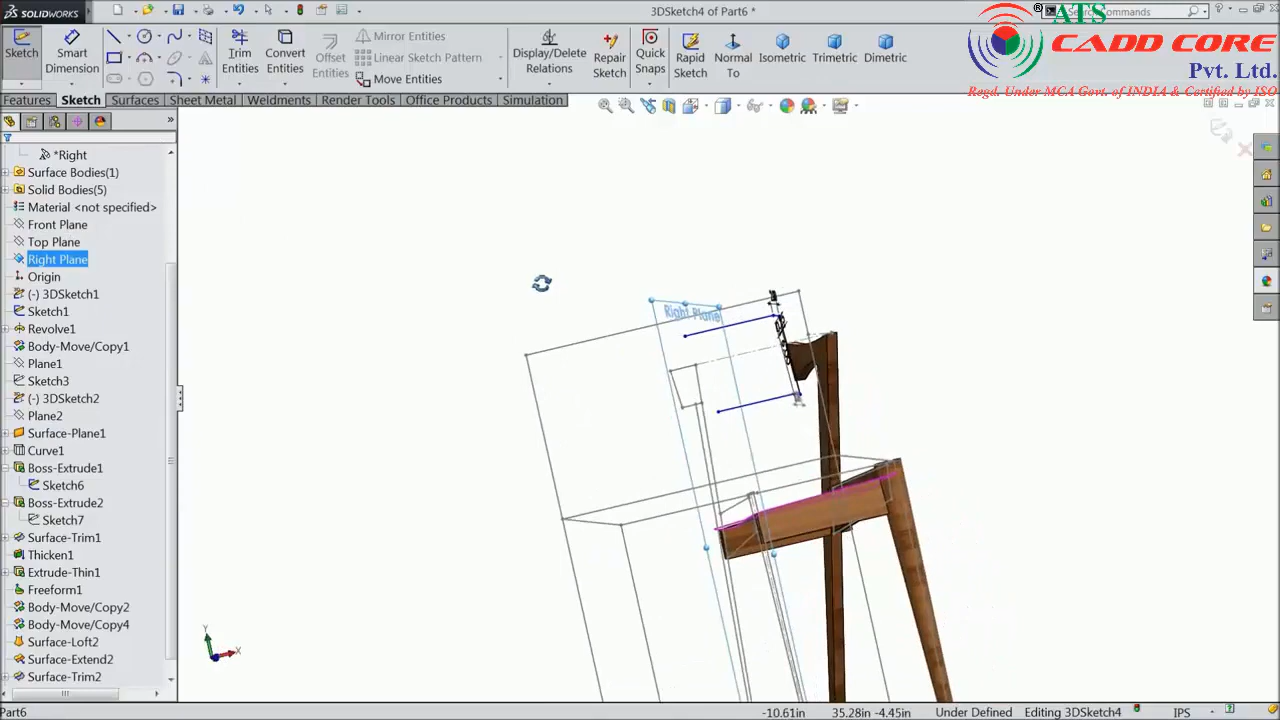 SOLIDWORKS
3DSketch4 of Part6 *
Search Commands
ATS
CADD CORE
Pvt. Ltd.
Regd. Under MCA Govt. of INDIA & Certified by ISO
Sketch
Smart Dimension
Trim Entities
Convert Entities
Offset Entities
Mirror Entities
Linear Sketch Pattern
Move Entities
Display/Delete Relations
Repair Sketch
Quick Snaps
Rapid Sketch
Normal To
Isometric
Trimetric
Dimetric
Features
Sketch
Surfaces
Sheet Metal
Weldments
Render Tools
Office Products
Simulation
*Right
Surface Bodies(1)
Solid Bodies(5)
Material <not specified>
Front Plane
Top Plane
Right Plane
Origin
(-) 3DSketch1
Sketch1
Revolve1
Body-Move/Copy1
Plane1
Sketch3
(-) 3DSketch2
Plane2
Surface-Plane1
Curve1
Boss-Extrude1
Sketch6
Boss-Extrude2
Sketch7
Surface-Trim1
Thicken1
Extrude-Thin1
Freeform1
Body-Move/Copy2
Body-Move/Copy4
Surface-Loft2
Surface-Extend2
Surface-Trim2
Right Plane
Y
X
Part6
-10.61in
35.28in -4.45in
Under Defined
Editing 3DSketch4
IPS